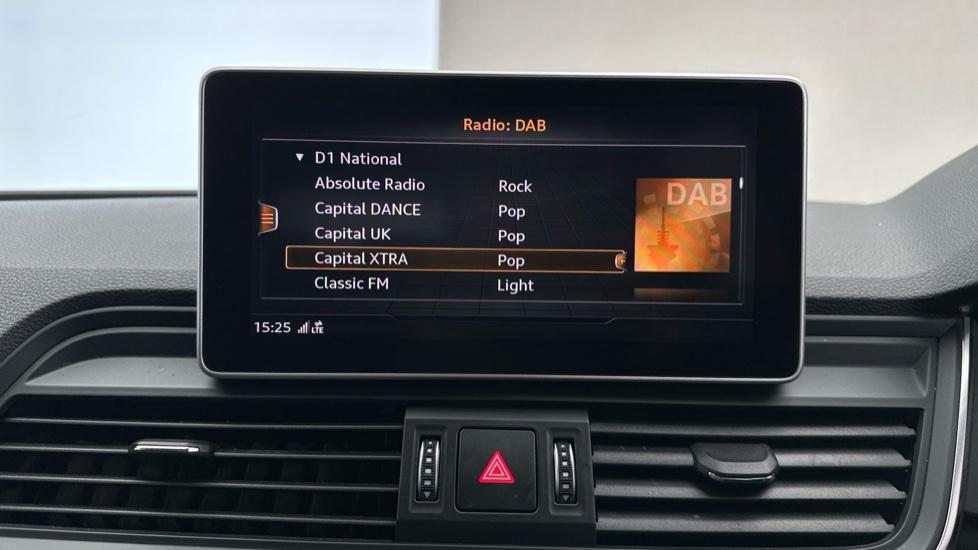 Radio: DAB
▼ D1 National
Absolute Radio Rock
Capital DANCE Pop
Capital UK Pop
Capital XTRA Pop
Classic FM Light
DAB
15:25 LTE